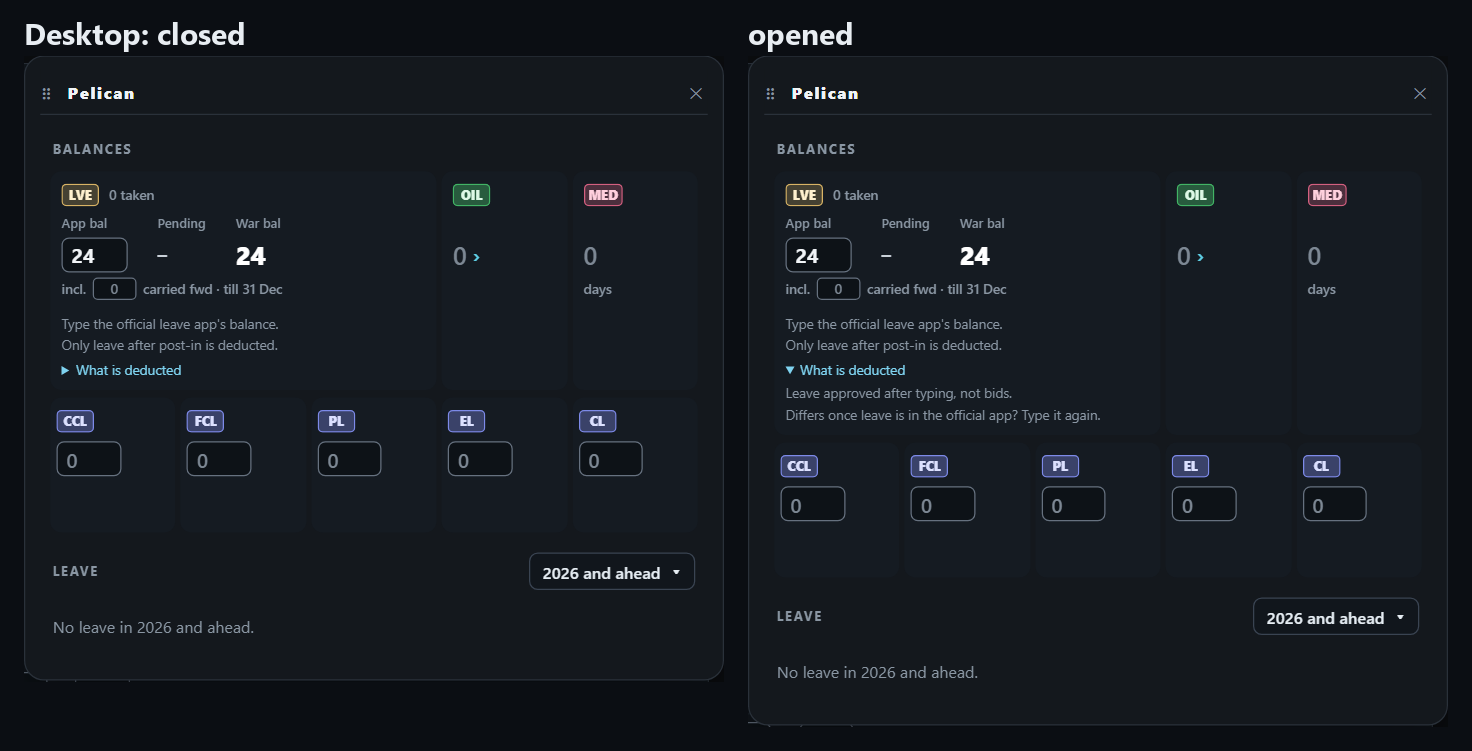 Desktop: closed
Pelican
BALANCES
LVE 0 taken
App bal Pending War bal
24 – 24
incl. 0 carried fwd · till 31 Dec
Type the official leave app's balance.
Only leave after post-in is deducted.
What is deducted
OIL
0 ›
MED
0
days
CCL FCL PL EL CL
0 0 0 0 0
LEAVE 2026 and ahead
No leave in 2026 and ahead.
opened
Pelican
BALANCES
LVE 0 taken
App bal Pending War bal
24 – 24
incl. 0 carried fwd · till 31 Dec
Type the official leave app's balance.
Only leave after post-in is deducted.
What is deducted
Leave approved after typing, not bids.
Differs once leave is in the official app? Type it again.
OIL
0 ›
MED
0
days
CCL FCL PL EL CL
0 0 0 0 0
LEAVE 2026 and ahead
No leave in 2026 and ahead.